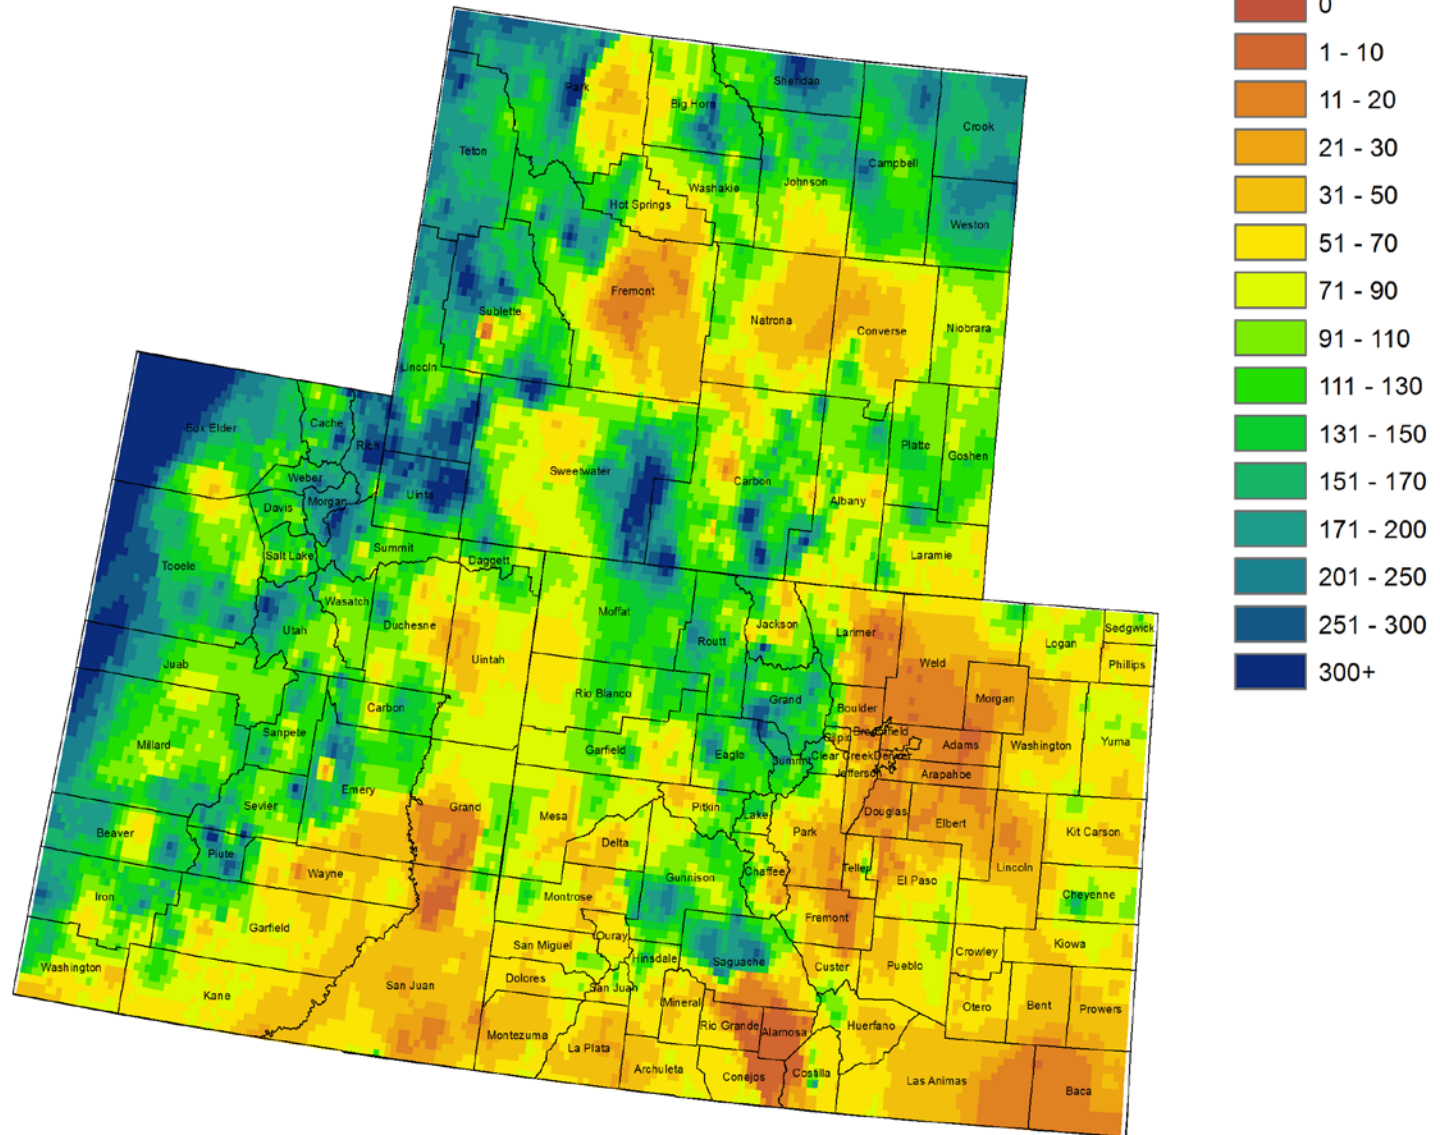 0
1 - 10
11 - 20
21 - 30
31 - 50
51 - 70
71 - 90
91 - 110
111 - 130
131 - 150
151 - 170
171 - 200
201 - 250
251 - 300
300+
Park
Sheridan
Big Horn
Crook
Teton
Campbell
Johnson
Washakie
Hot Springs
Weston
Fremont
Sublette
Natrona
Converse
Niobrara
Lincoln
Box Elder
Cache
Rich
Platte
Goshen
Sweetwater
Carbon
Weber
Uinta
Morgan
Albany
Davis
Salt Lake
Summit
Daggett
Laramie
Tooele
Wasatch
Moffat
Duchesne
Jackson
Utah
Routt
Larimer
Logan
Sedgwick
Juab
Uintah
Weld
Phillips
Rio Blanco
Grand
Carbon
Boulder
Morgan
Sanpete
Millard
Garfield
Eagle
Gilpin
Broomfield
Adams
Washington
Yuma
Summit
Clear Creek
Denver
Jefferson
Arapahoe
Emery
Sevier
Grand
Mesa
Pitkin
Lake
Douglas
Elbert
Beaver
Park
Kit Carson
Piute
Delta
Wayne
Gunnison
Chaffee
Teller
El Paso
Lincoln
Iron
Montrose
Cheyenne
Garfield
Fremont
San Miguel
Ouray
Hinsdale
Saguache
Custer
Pueblo
Crowley
Kiowa
Washington
Kane
San Juan
Dolores
San Juan
Mineral
Otero
Bent
Prowers
Montezuma
La Plata
Rio Grande
Alamosa
Huerfano
Archuleta
Conejos
Costilla
Las Animas
Baca